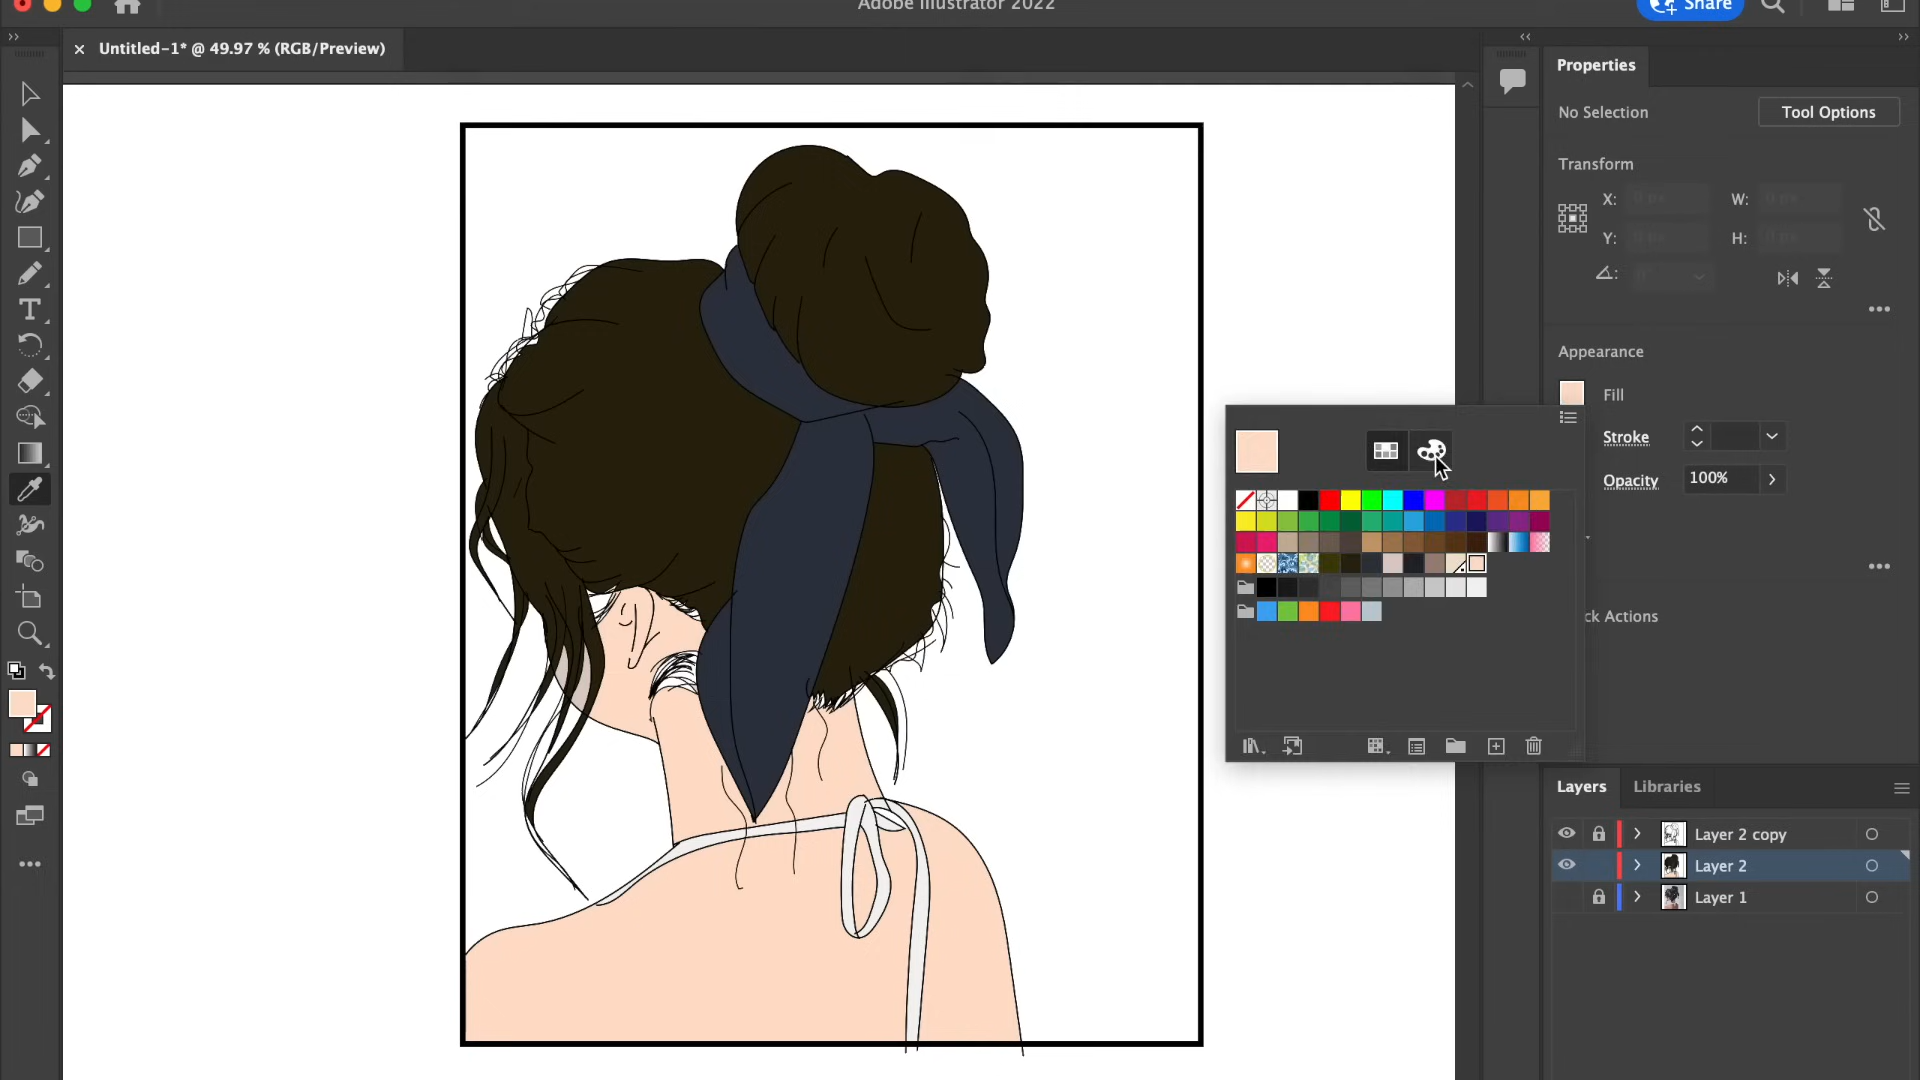 Adobe Illustrator 2022
Share
Untitled-1* @ 49.97 % (RGB/Preview)
Properties
No Selection
Tool Options
Transform
X:
W:
Y:
H:
Appearance
Fill
Stroke
Opacity
100%
ck Actions
Layers
Libraries
Layer 2 copy
Layer 2
Layer 1